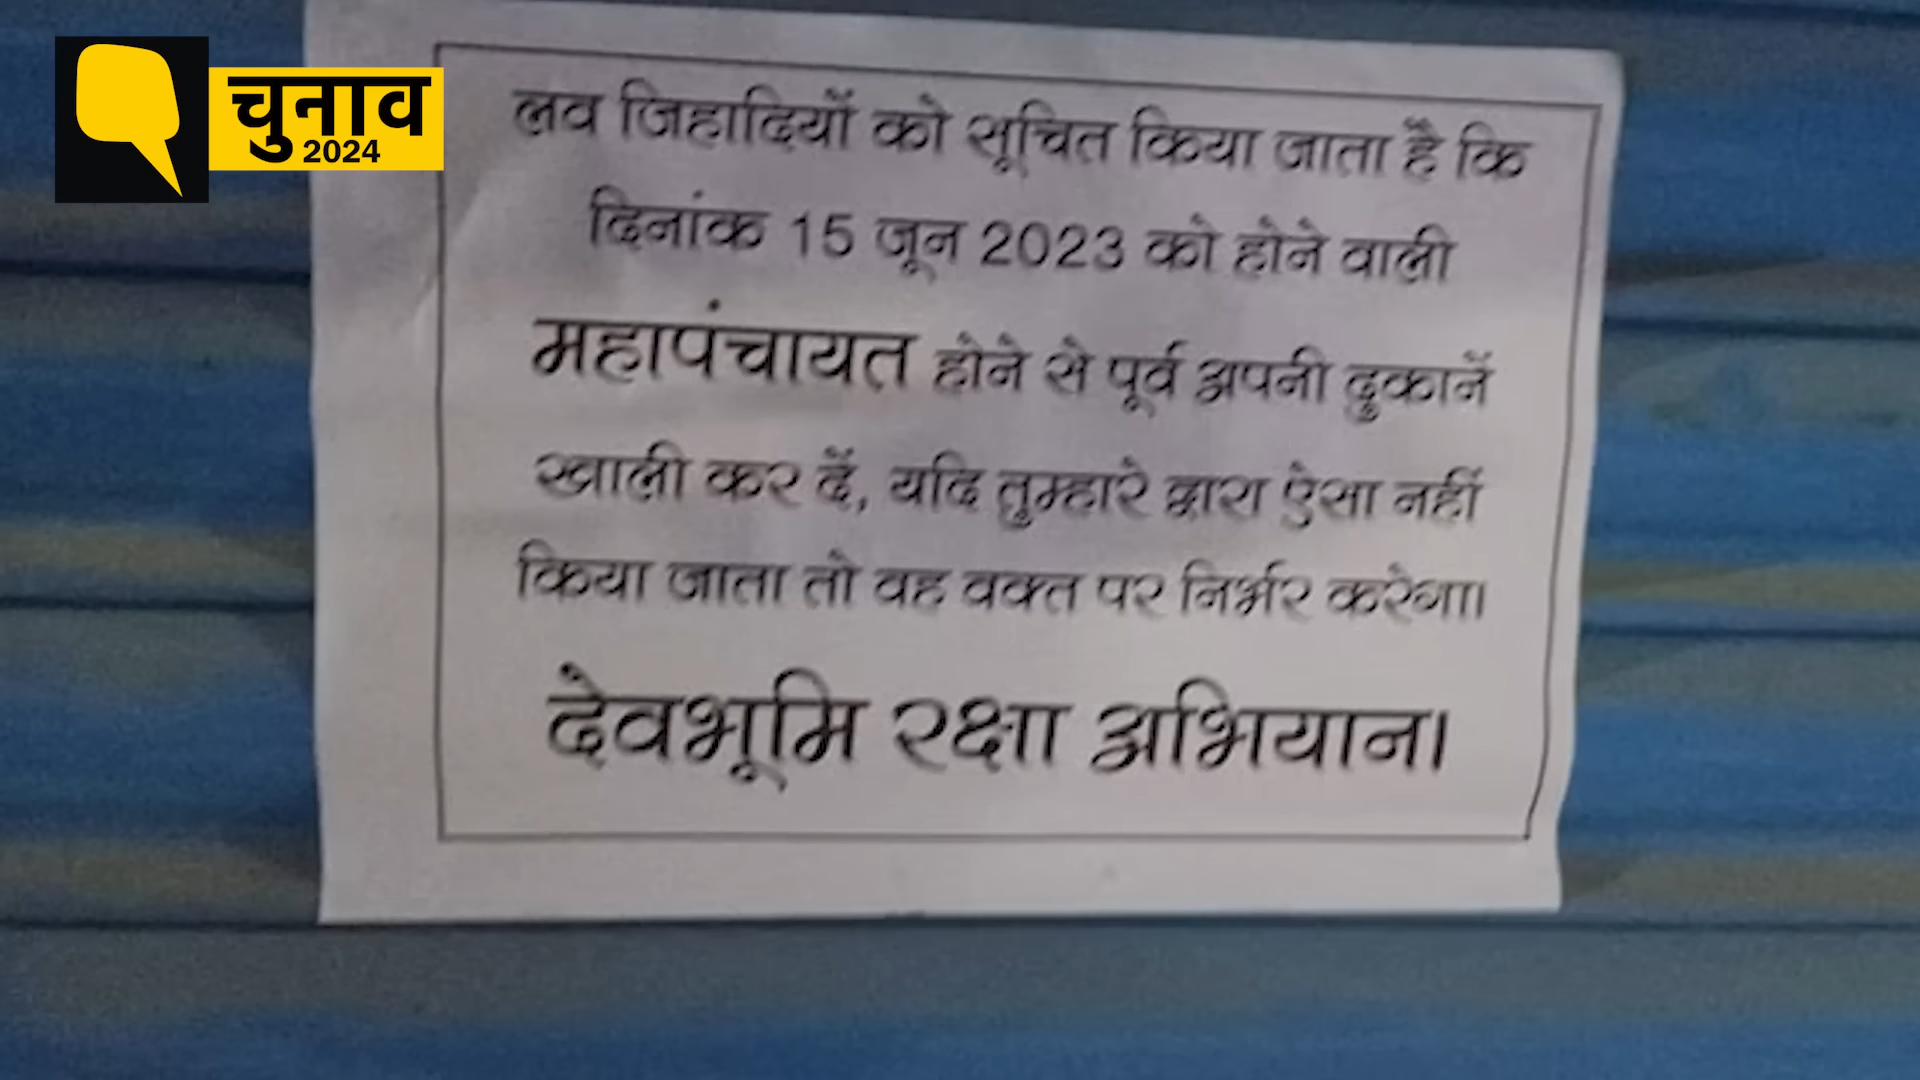 चुनाव
2024
लव जिहादियों को सूचित किया जाता है कि
दिनांक 15 जून 2023 को होने वाली
महापंचायत होने से पूर्व अपनी दुकानें
खाली कर दें, यदि तुम्हारे द्वारा ऐसा नहीं
किया जाता तो वह वक्त पर निर्भर करेगा।
देवभूमि रक्षा अभियान।